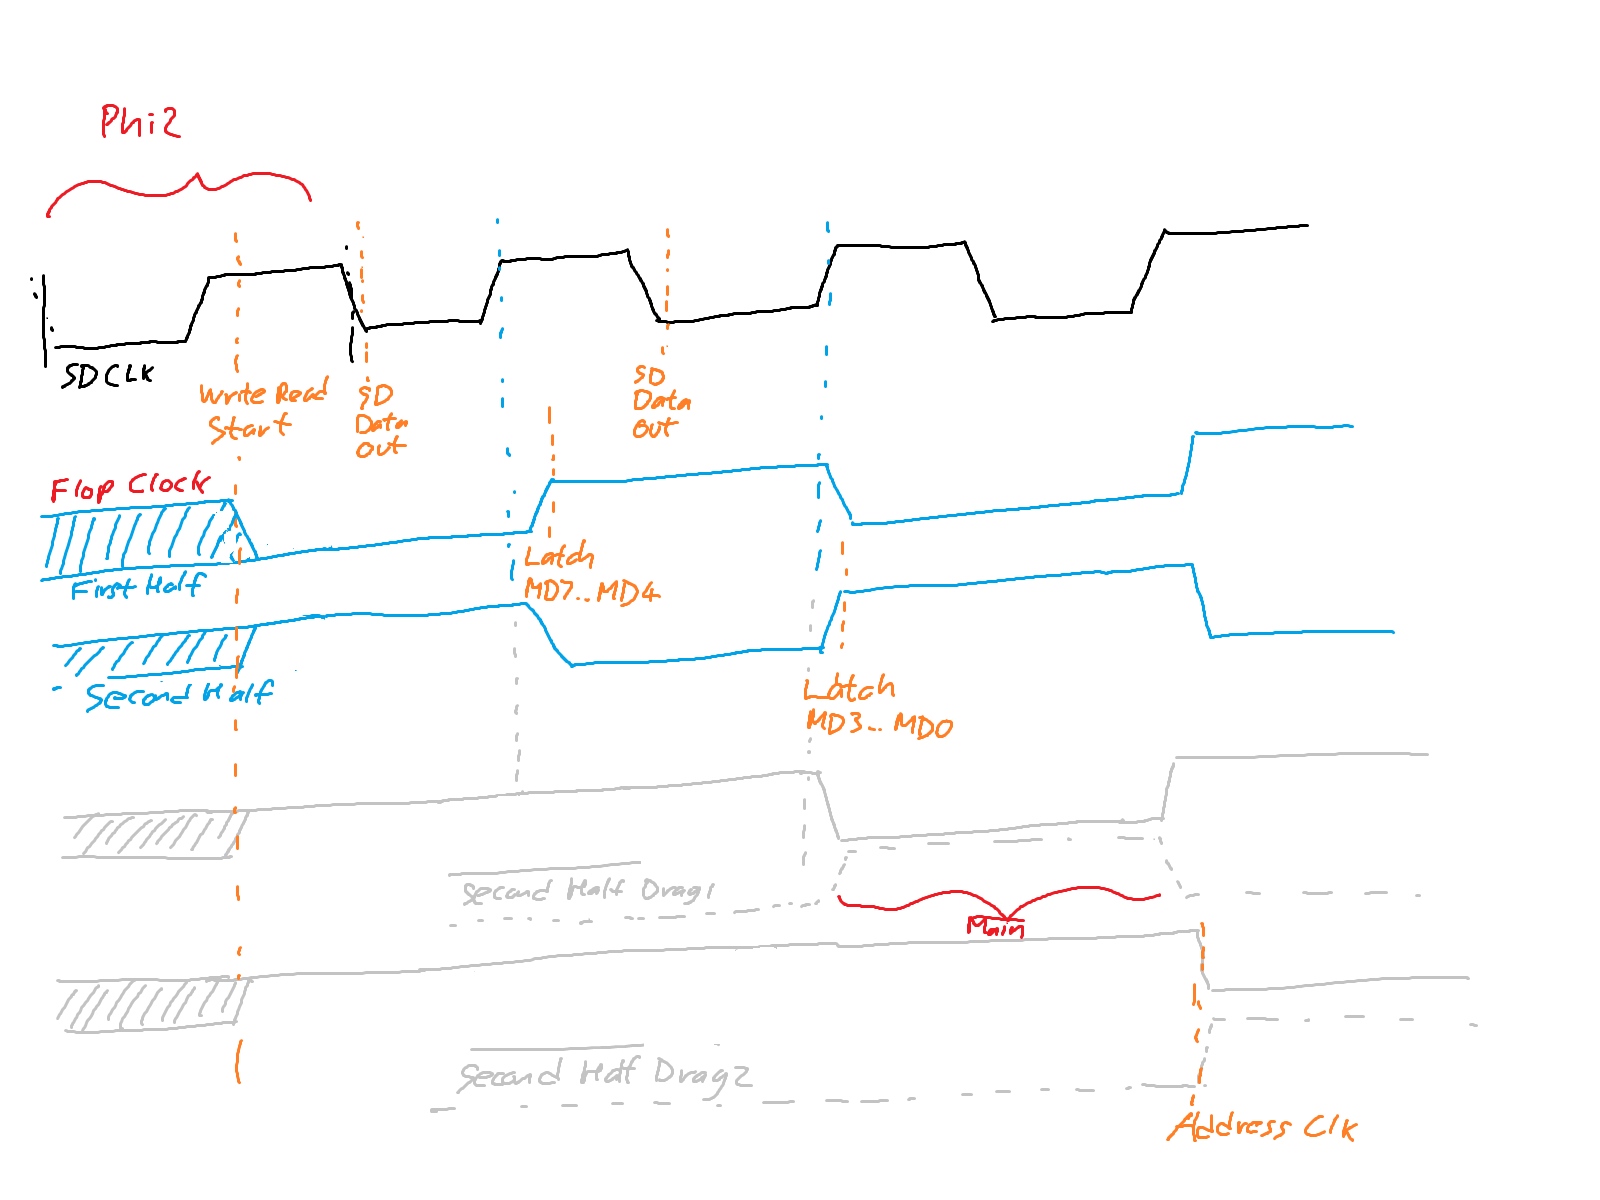 Phi2
SDCLK
Write Read
Start
SD
Data
out
SD
Data
out
Flop Clock
First Half
Latch
MD7..MD4
Second Half
Latch
MD3..MD0
Second Half Drag1
Main
Second Half Drag2
Address Clk